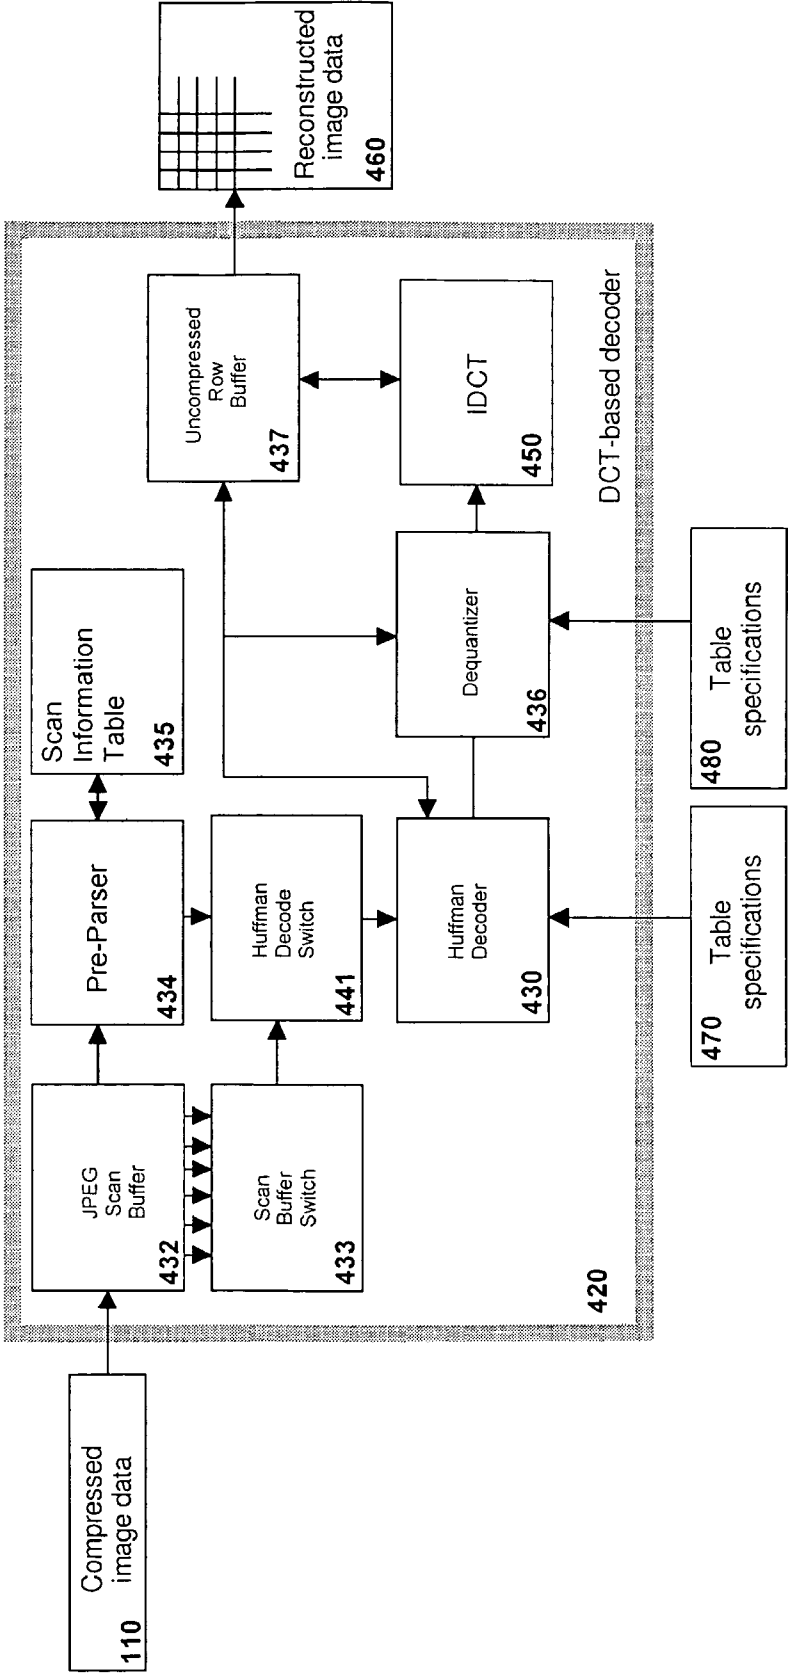 Compressed
image data
110
JPEG
Scan
Buffer
432
Scan
Buffer
Switch
433
Pre-Parser
434
Huffman
Decode
Switch
441
Scan
Information
Table
435
Huffman
Decoder
430
Dequantizer
436
Uncompressed
Row
Buffer
437
IDCT
450
Reconstructed
image data
460
420
DCT-based decoder
Table
specifications
470
Table
specifications
480